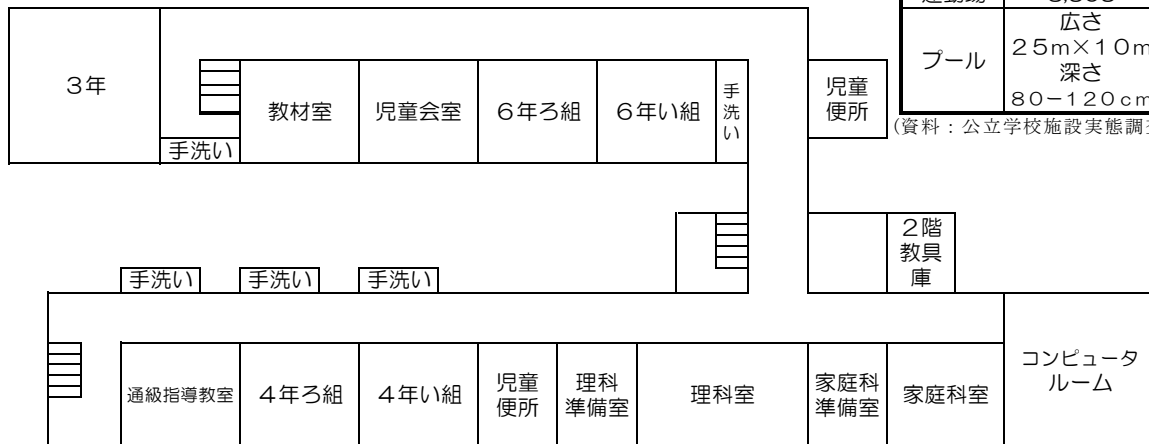 プール
広さ
25m×10m
深さ
80-120cm
(資料:公立学校施設実態調
3年
教材室
児童会室
6年ろ組
6年い組
手洗い
児童
便所
手洗い
2階
教具
庫
手洗い
手洗い
手洗い
通級指導教室
4年ろ組
4年い組
児童
便所
理科
準備室
理科室
家庭科
準備室
家庭科室
コンピュータ
ルーム